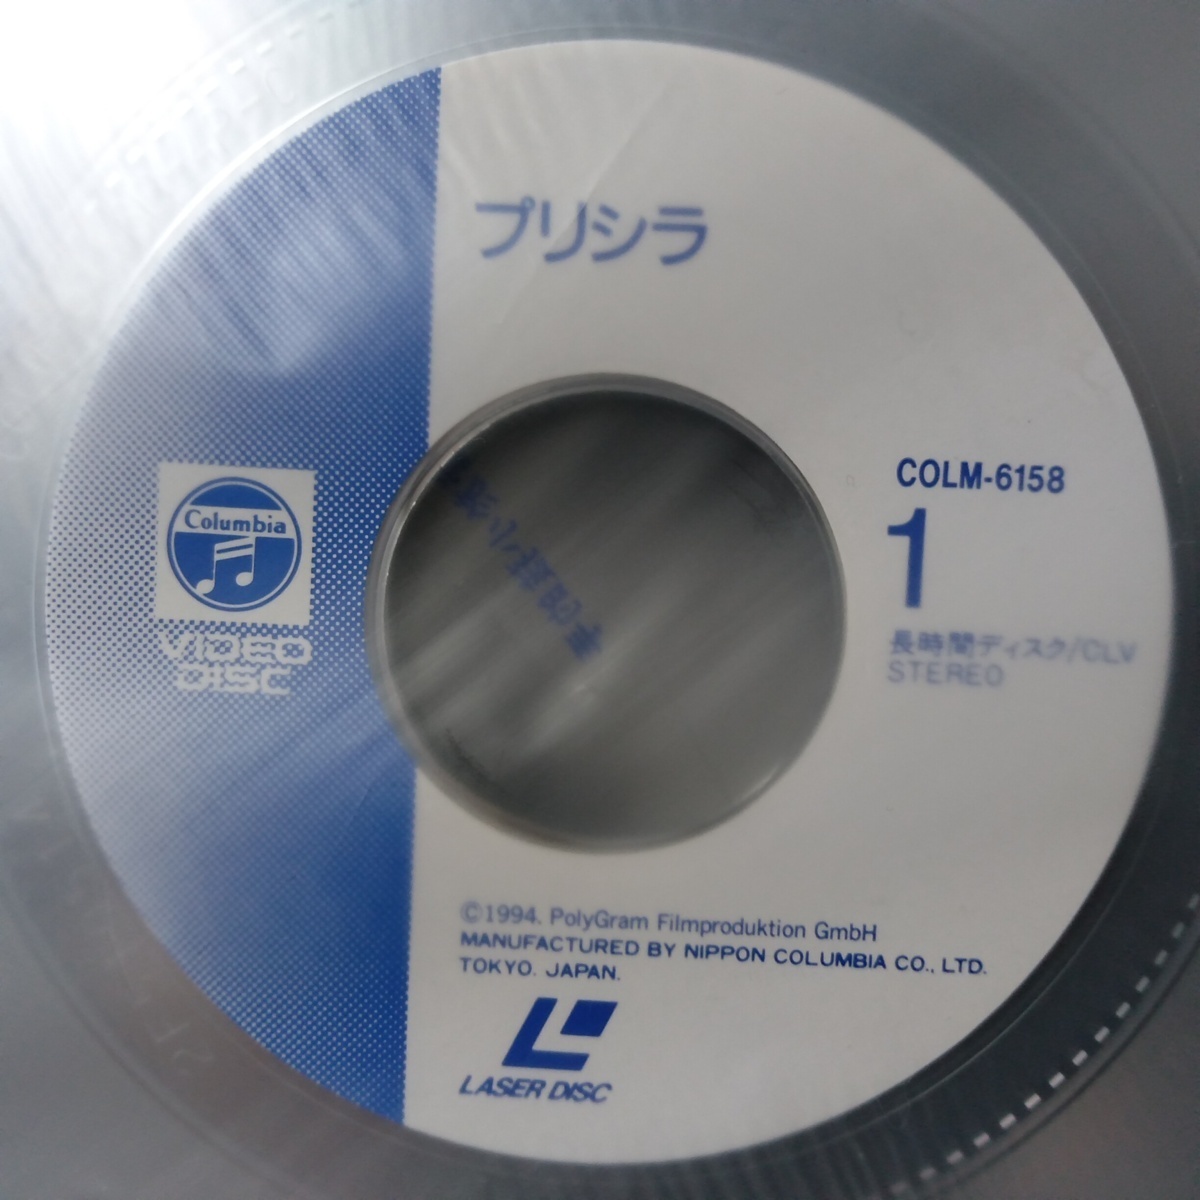 プリシラ
COLM-6158
1
長時間ディスク/CLV
STEREO
Columbia
VIDEO
DISC
©1994. PolyGram Filmproduktion GmbH
MANUFACTURED BY NIPPON COLUMBIA CO., LTD.
TOKYO. JAPAN.
LASER DISC